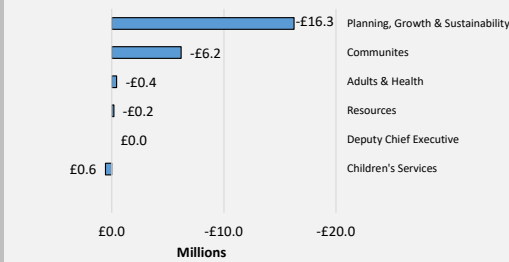 -£16.3 Planning, Growth & Sustainability
-£6.2 Communites
-£0.4 Adults & Health
-£0.2 Resources
£0.0 Deputy Chief Executive
£0.6 Children's Services
£0.0 -£10.0 -£20.0
Millions